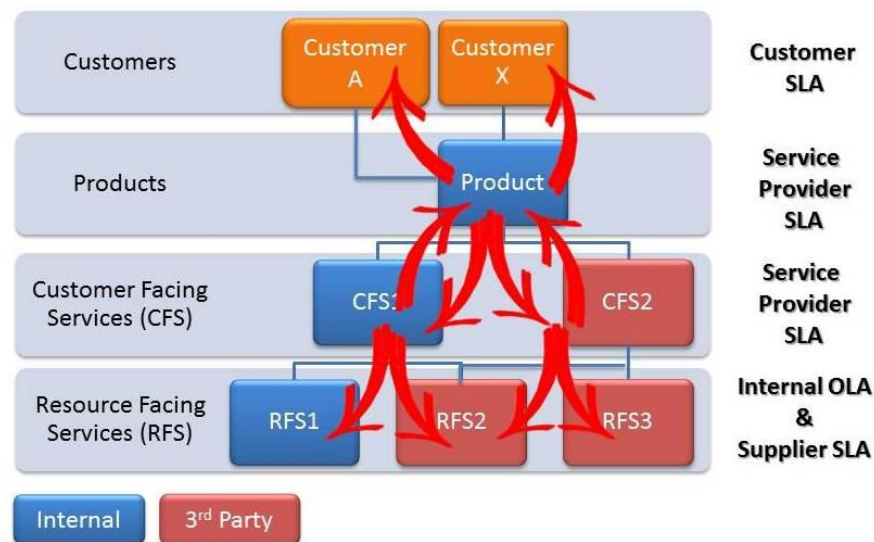 Customers
Customer
A
Customer
X
Customer
SLA
Products
Product
Service
Provider
SLA
Customer Facing
Services (CFS)
CFS1
CFS2
Service
Provider
SLA
Resource Facing
Services (RFS)
RFS1
RFS2
RFS3
Internal OLA
&
Supplier SLA
Internal
3rd Party